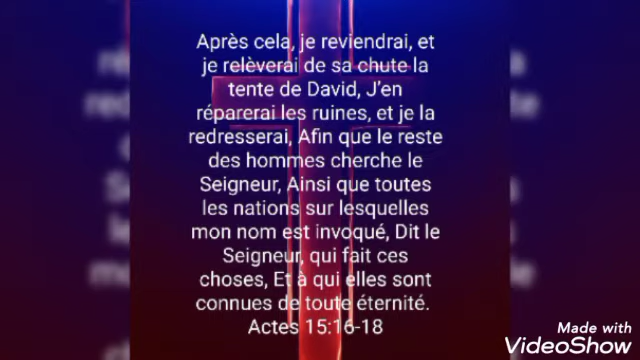 Après cela, je reviendrai, et
je relèverai de sa chute la
tente de David, J'en
réparerai les ruines, et je la
redresserai, Afin que le reste
des hommes cherche le
Seigneur, Ainsi que toutes
les nations sur lesquelles
mon nom est invoqué, Dit le
Seigneur, qui fait ces
choses, Et à qui elles sont
connues de toute éternité.
Actes 15:16-18
Made with
VideoShow